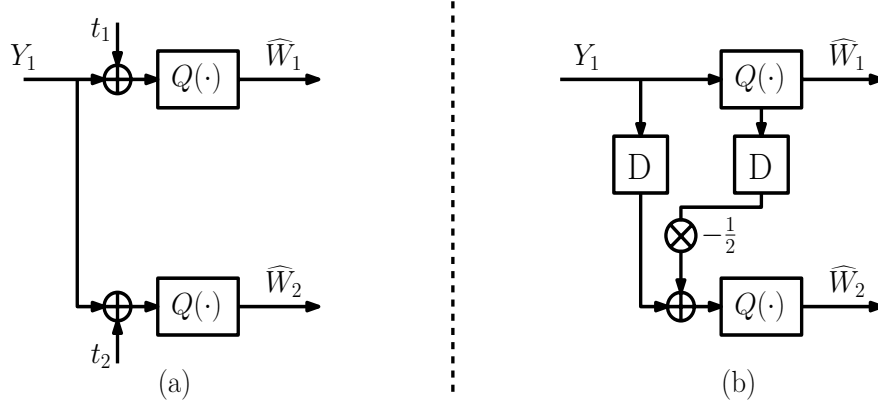 t₁
Y₁
Q(·)
Ŵ₁
Q(·)
Ŵ₂
t₂
(a)
Y₁
Q(·)
Ŵ₁
D
D
−½
Q(·)
Ŵ₂
(b)